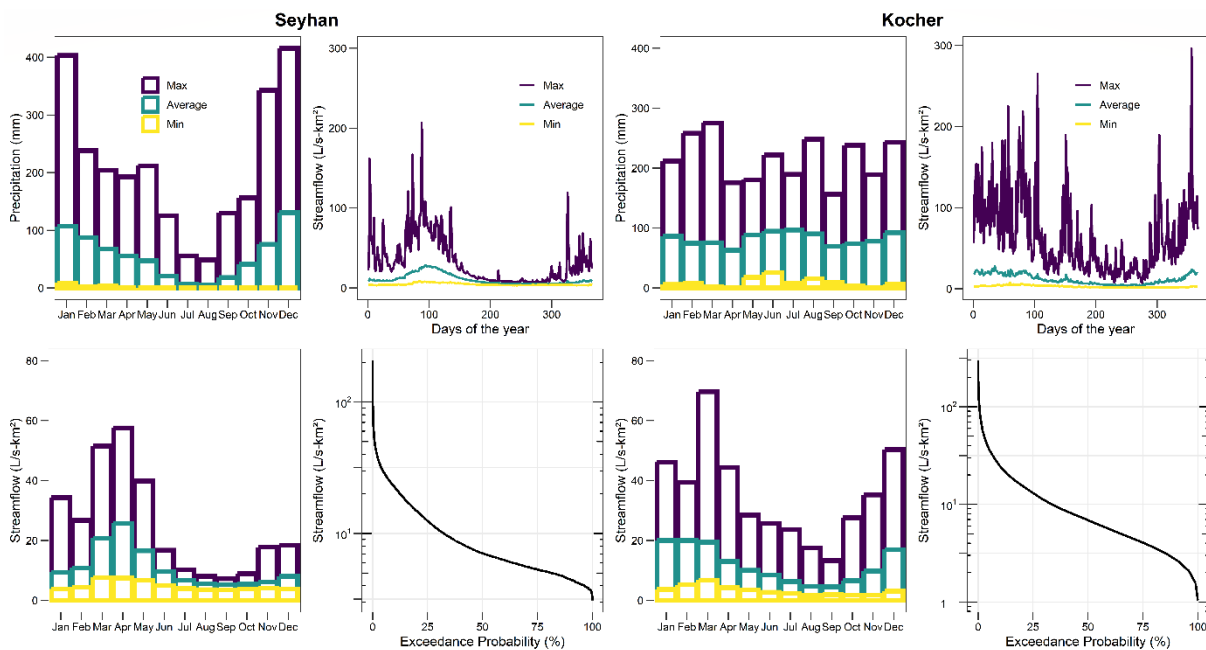 Seyhan
Kocher
Precipitation (mm)
400
300
200
100
0
Max
Average
Min
Jan Feb Mar Apr May Jun Jul Aug Sep Oct Nov Dec
Streamflow (L/s-km²)
300
200
100
0
Max
Average
Min
0 100 200 300
Days of the year
Precipitation (mm)
400
300
200
100
0
Jan Feb Mar Apr May Jun Jul Aug Sep Oct Nov Dec
Streamflow (L/s-km²)
300
200
100
0
Max
Average
Min
0 100 200 300
Days of the year
Streamflow (L/s-km²)
80
60
40
20
0
Jan Feb Mar Apr May Jun Jul Aug Sep Oct Nov Dec
Streamflow (L/s-km²)
10²
10¹
0 25 50 75 100
Exceedance Probability (%)
Streamflow (L/s-km²)
80
60
40
20
0
Jan Feb Mar Apr May Jun Jul Aug Sep Oct Nov Dec
Streamflow (L/s-km²)
10²
10¹
1
0 25 50 75 100
Exceedance Probability (%)